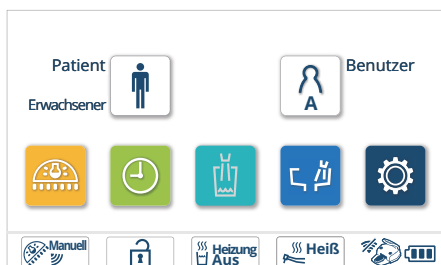 Patient
Benutzer
A
Erwachsener
Manuell
Heizung
Aus
Heiß